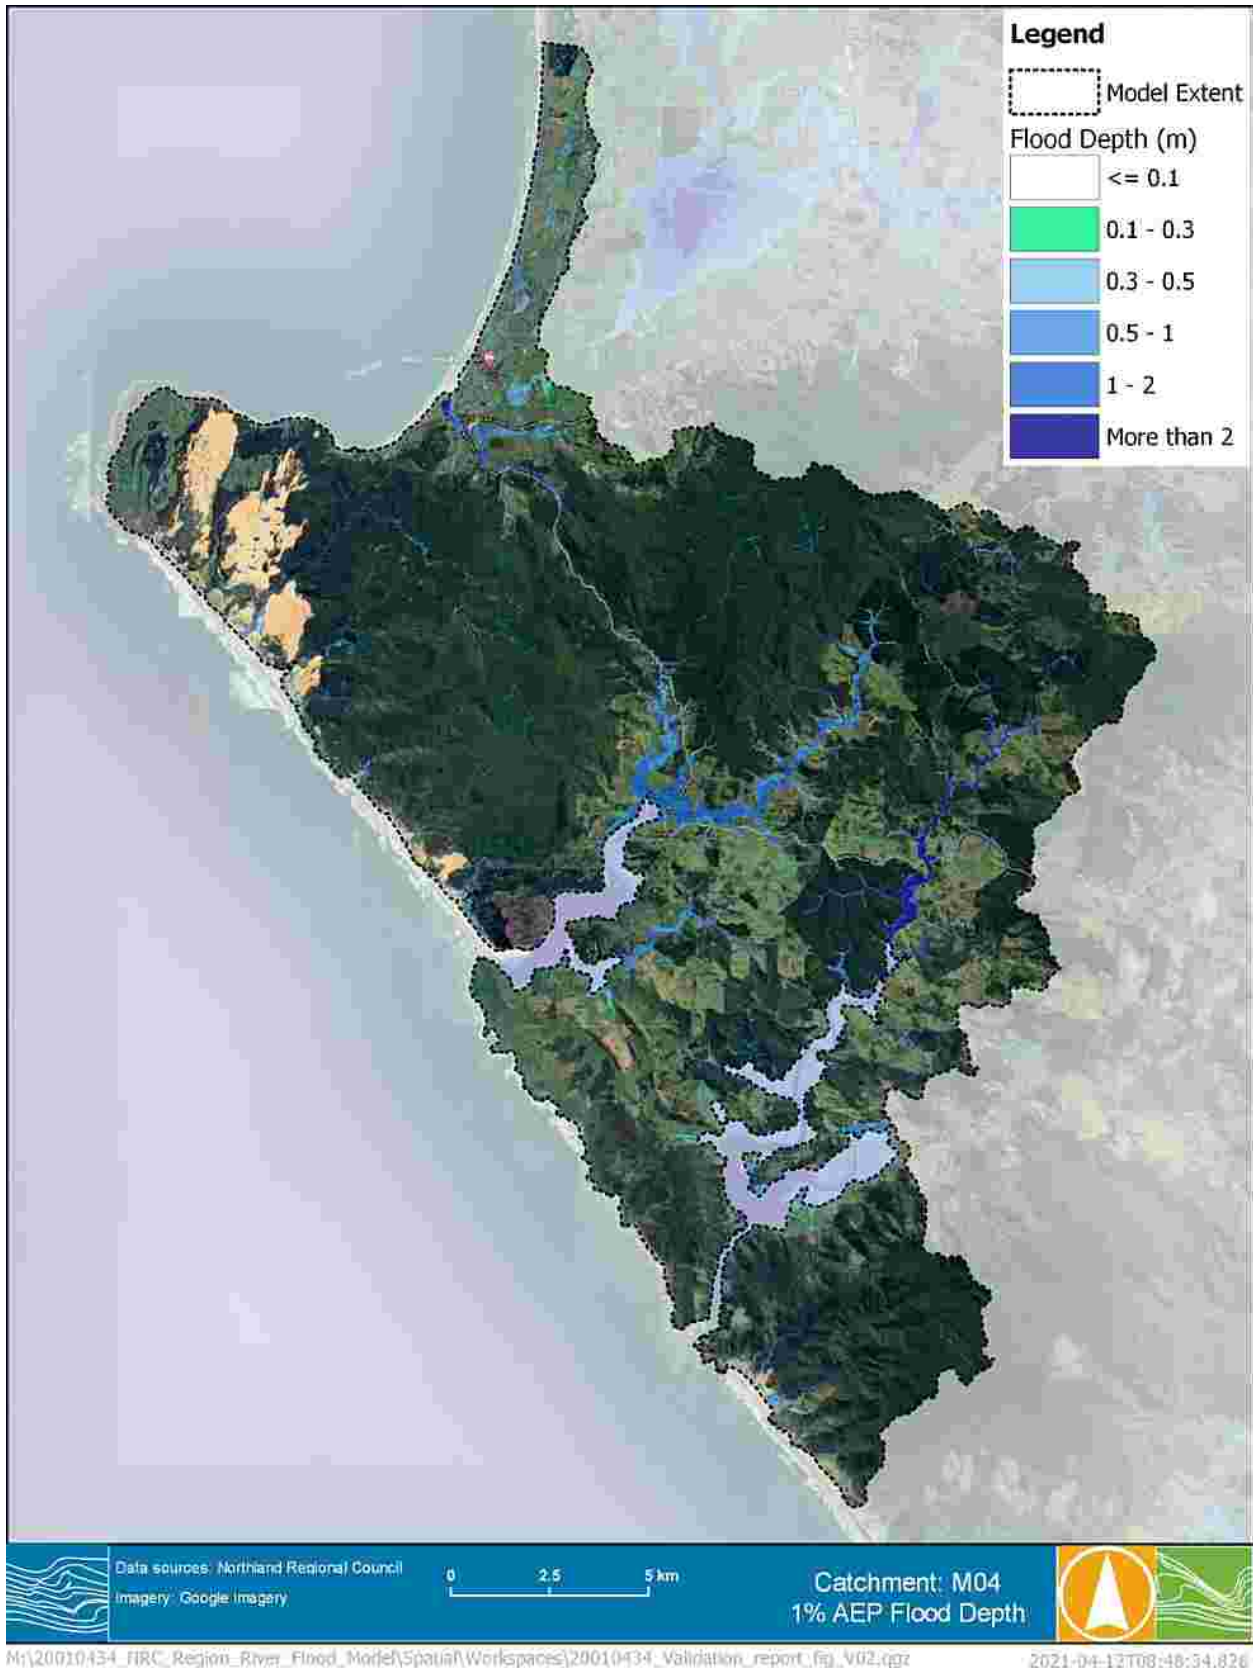 Legend
Model Extent
Flood Depth (m)
<= 0.1
0.1 - 0.3
0.3 - 0.5
0.5 - 1
1 - 2
More than 2
Data sources: Northland Regional Council
Imagery: Google Imagery
0 2.5 5 km
Catchment: M04
1% AEP Flood Depth
M:\20010434_NRC_Region_River_Flood_Model\Spatial\Workspaces\20010434_Validation_report_fig_V02.qgz
2021-04-12T08:48:34.826